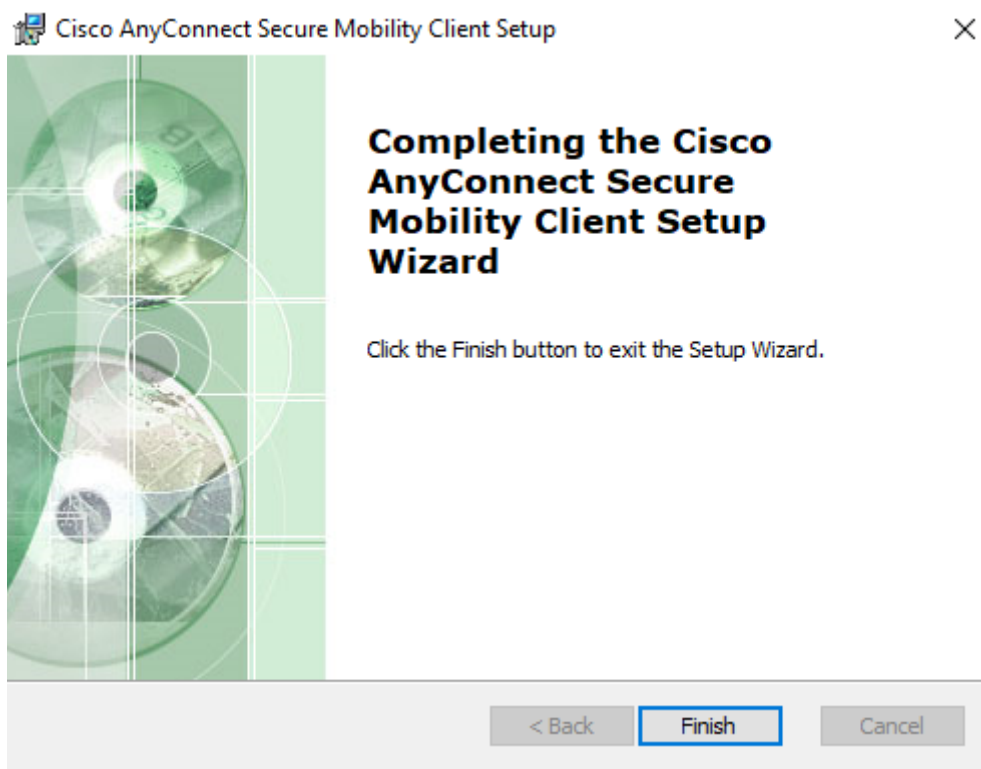 Cisco AnyConnect Secure Mobility Client Setup
Completing the Cisco
AnyConnect Secure
Mobility Client Setup
Wizard
Click the Finish button to exit the Setup Wizard.
< Back
Finish
Cancel